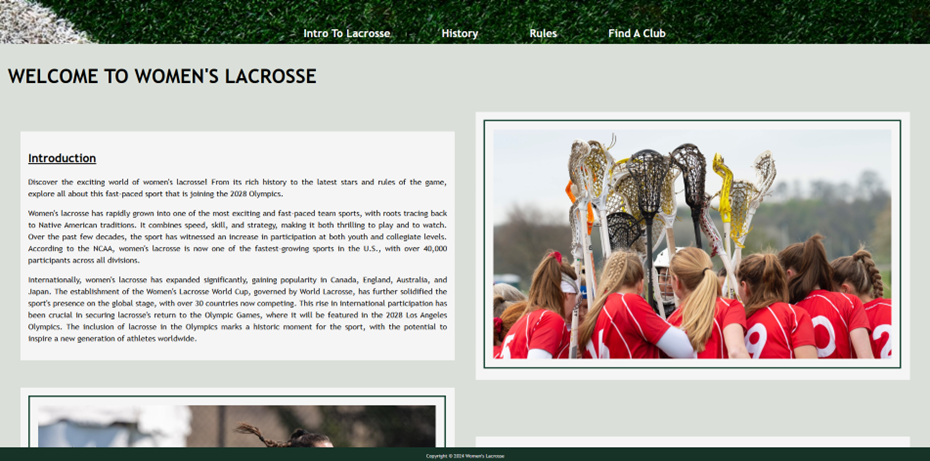 Intro To Lacrosse History Rules Find A Club
WELCOME TO WOMEN'S LACROSSE
Introduction
Discover the exciting world of women's lacrosse! From its rich history to the latest stars and rules of the game,
explore all about this fast-paced sport that is joining the 2028 Olympics.
Women's lacrosse has rapidly grown into one of the most exciting and fast-paced team sports, with roots tracing back
to Native American traditions. It combines speed, skill, and strategy, making it both thrilling to play and to watch.
Over the past few decades, the sport has witnessed an increase in participation at both youth and collegiate levels.
According to the NCAA, women's lacrosse is now one of the fastest-growing sports in the U.S., with over 40,000
participants across all divisions.
Internationally, women's lacrosse has expanded significantly, gaining popularity in Canada, England, Australia, and
Japan. The establishment of the Women's Lacrosse World Cup, governed by World Lacrosse, has further solidified the
sport's presence on the global stage, with over 30 countries now competing. This rise in international participation has
been crucial in securing lacrosse's return to the Olympic Games, where it will be featured in the 2028 Los Angeles
Olympics. The inclusion of lacrosse in the Olympics marks a historic moment for the sport, with the potential to
inspire a new generation of athletes worldwide.
9 0
Copyright © 2024 Women's Lacrosse